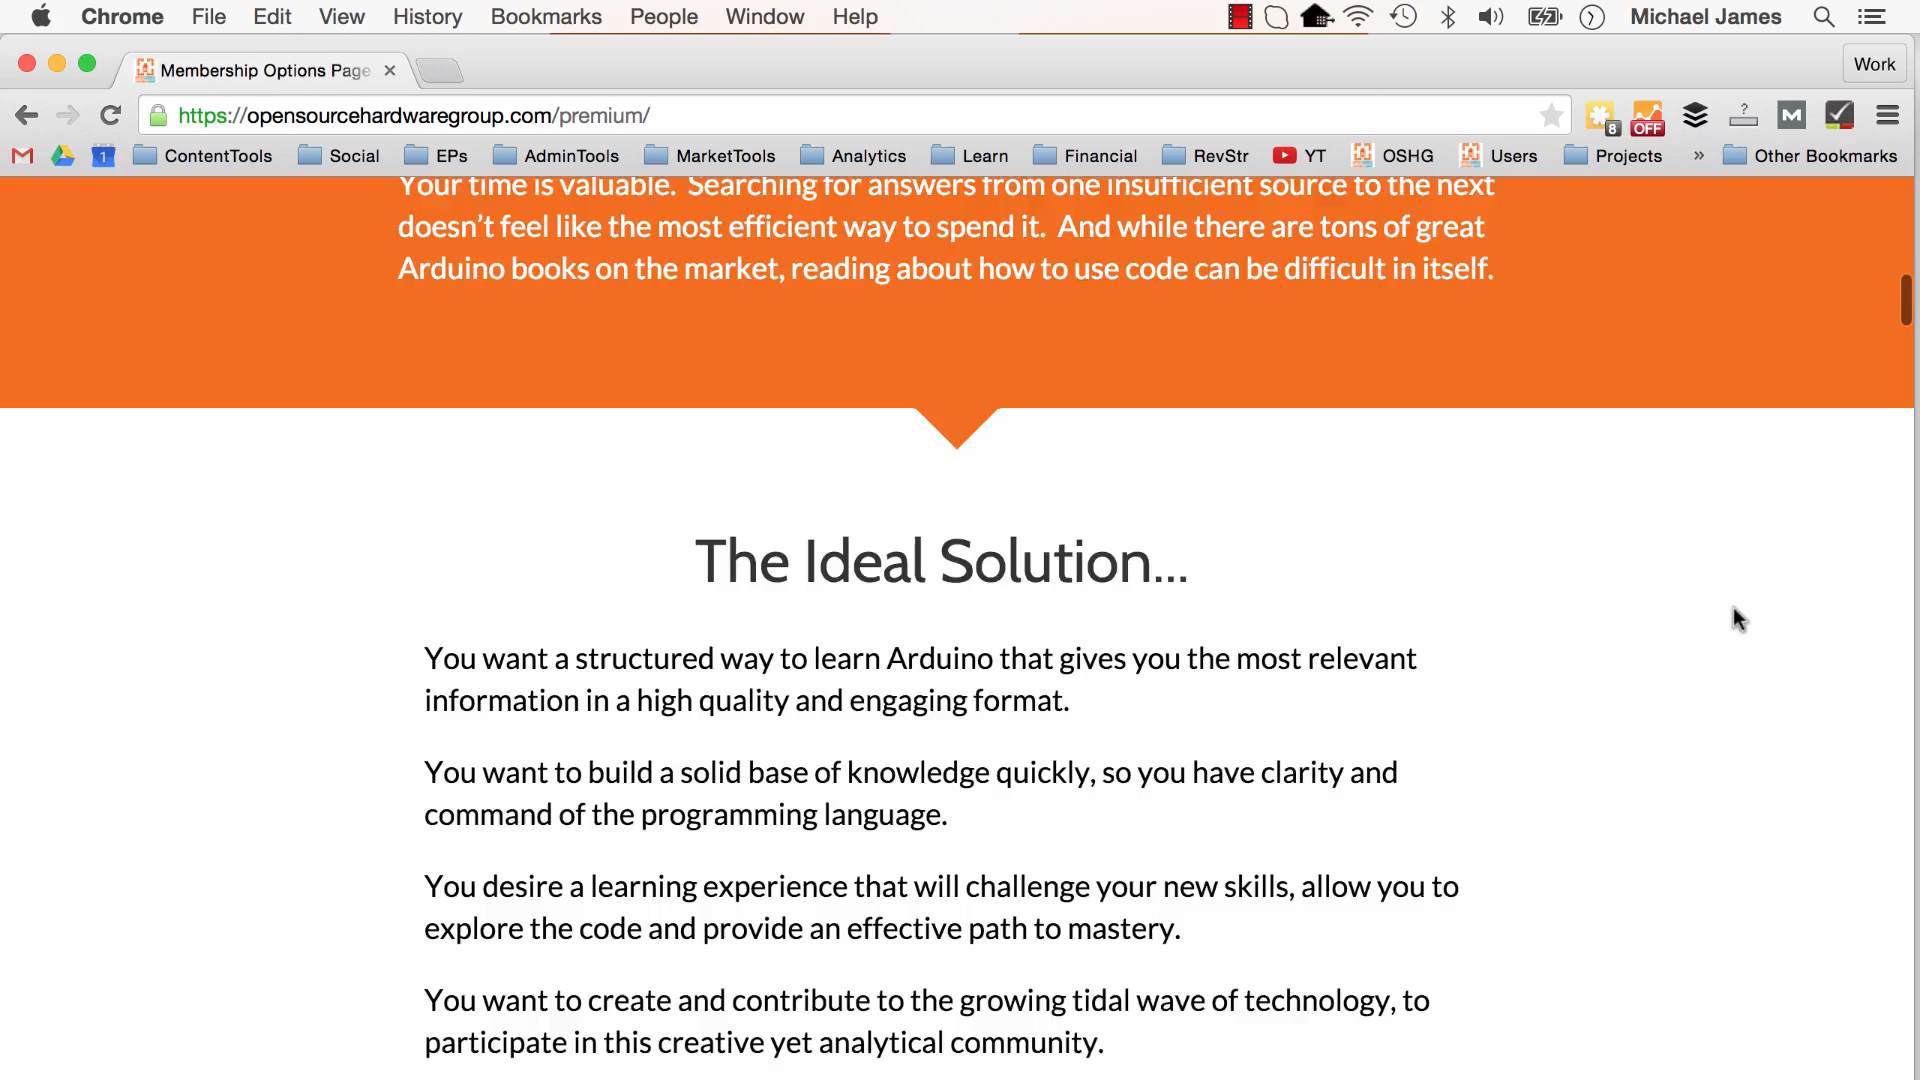 Chrome File Edit View History Bookmarks People Window Help Michael James
Membership Options Page
Work
https://opensourcehardwaregroup.com/premium/
8 OFF ? M
1 ContentTools Social EPs AdminTools MarketTools Analytics Learn Financial RevStr YT OSHG Users Projects » Other Bookmarks
Your time is valuable. Searching for answers from one insufficient source to the next
doesn’t feel like the most efficient way to spend it. And while there are tons of great
Arduino books on the market, reading about how to use code can be difficult in itself.
The Ideal Solution...
You want a structured way to learn Arduino that gives you the most relevant
information in a high quality and engaging format.
You want to build a solid base of knowledge quickly, so you have clarity and
command of the programming language.
You desire a learning experience that will challenge your new skills, allow you to
explore the code and provide an effective path to mastery.
You want to create and contribute to the growing tidal wave of technology, to
participate in this creative yet analytical community.